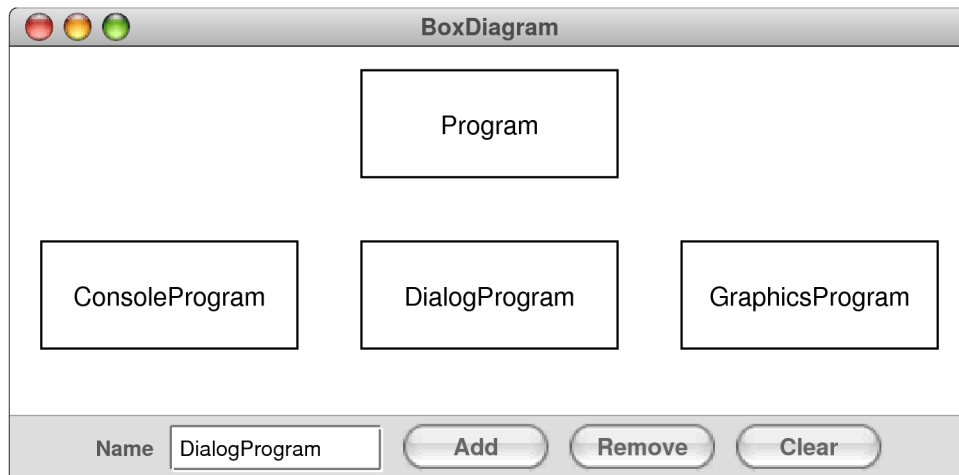 BoxDiagram
Program
ConsoleProgram DialogProgram GraphicsProgram
Name DialogProgram Add Remove Clear